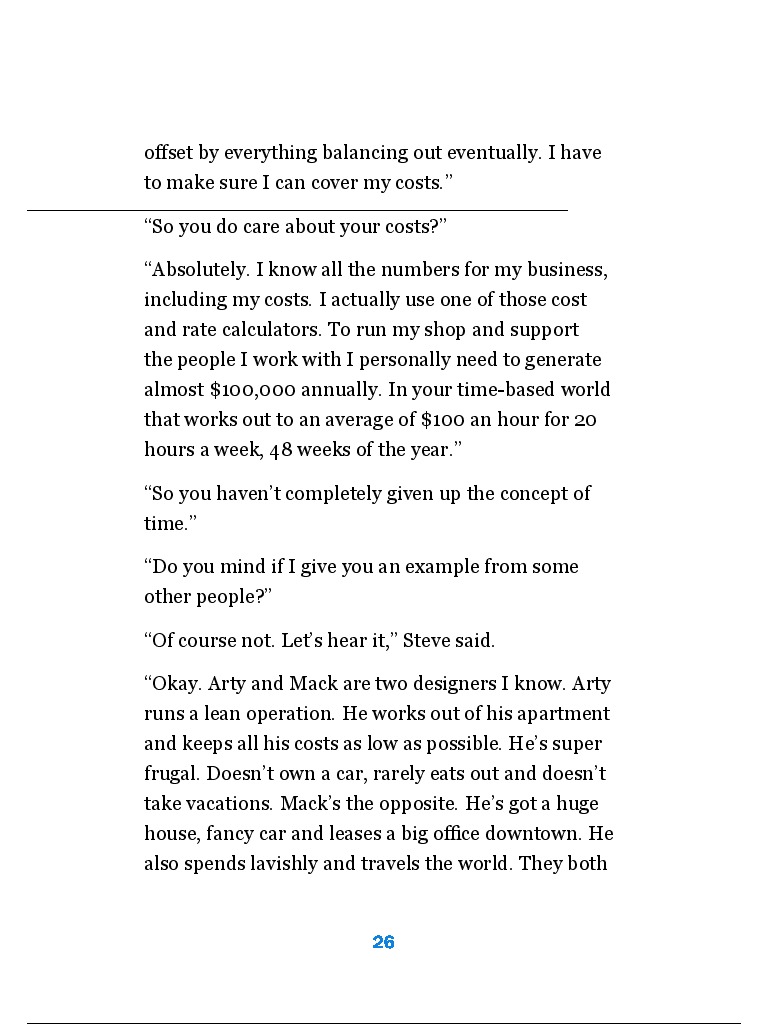 offset by everything balancing out eventually. I have
to make sure I can cover my costs.”
“So you do care about your costs?”
“Absolutely. I know all the numbers for my business,
including my costs. I actually use one of those cost
and rate calculators. To run my shop and support
the people I work with I personally need to generate
almost $100,000 annually. In your time-based world
that works out to an average of $100 an hour for 20
hours a week, 48 weeks of the year.”
“So you haven’t completely given up the concept of
time.”
“Do you mind if I give you an example from some
other people?”
“Of course not. Let’s hear it,” Steve said.
“Okay. Arty and Mack are two designers I know. Arty
runs a lean operation. He works out of his apartment
and keeps all his costs as low as possible. He’s super
frugal. Doesn’t own a car, rarely eats out and doesn’t
take vacations. Mack’s the opposite. He’s got a huge
house, fancy car and leases a big office downtown. He
also spends lavishly and travels the world. They both
26